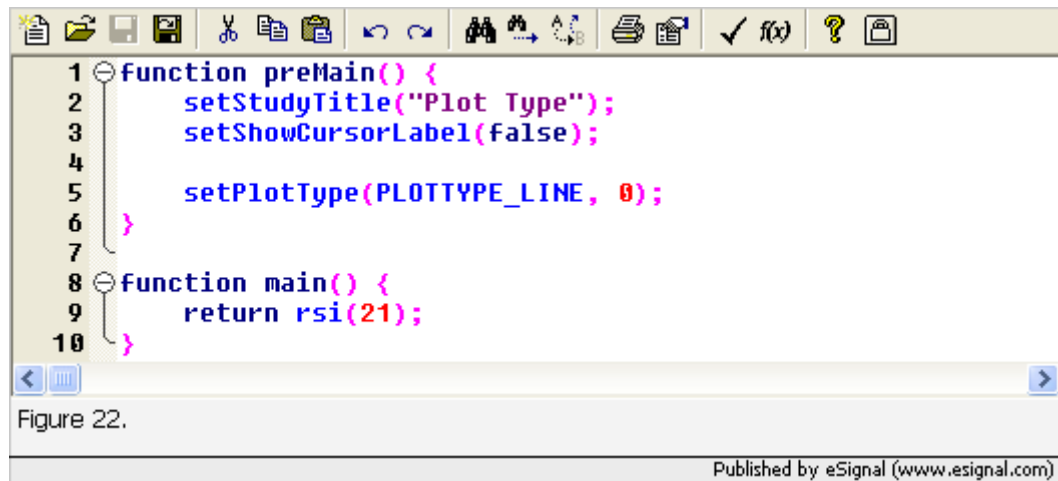 1 function preMain() {
2 setStudyTitle("Plot Type");
3 setShowCursorLabel(false);
4
5 setPlotType(PLOTTYPE_LINE, 0);
6 }
7
8 function main() {
9 return rsi(21);
10 }
Figure 22.
Published by eSignal (www.esignal.com)